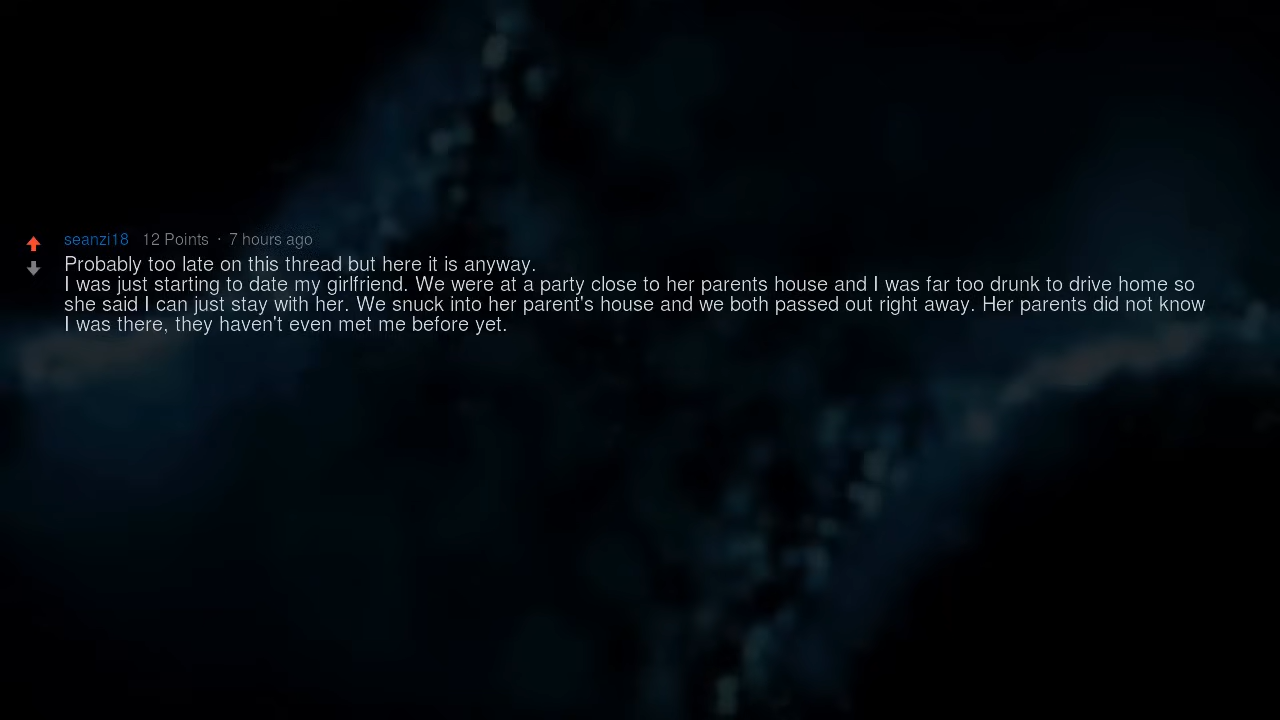 seanzi18 12 Points · 7 hours ago
Probably too late on this thread but here it is anyway.
I was just starting to date my girlfriend. We were at a party close to her parents house and I was far too drunk to drive home so
she said I can just stay with her. We snuck into her parent's house and we both passed out right away. Her parents did not know
I was there, they haven't even met me before yet.